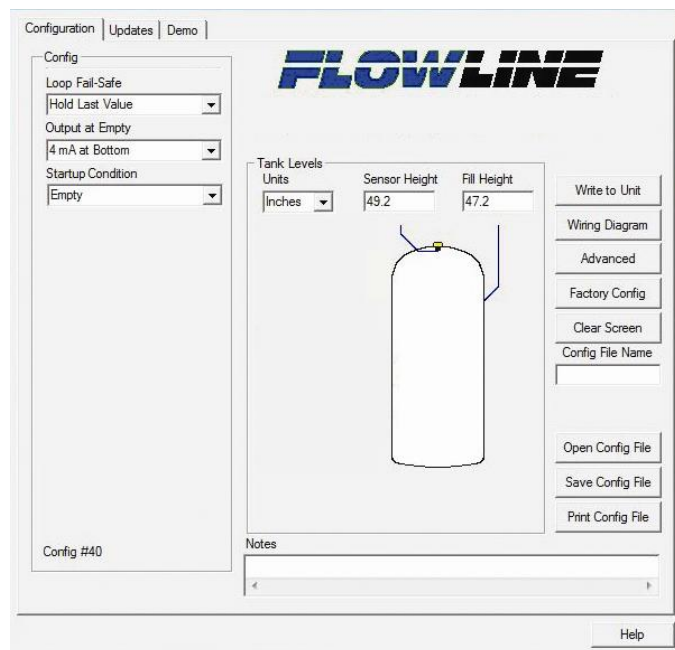 Configuration Updates Demo
Config
FLOWLINE
Loop Fail-Safe
Hold Last Value
Output at Empty
4 mA at Bottom
Startup Condition
Empty
Config #40
Tank Levels
Units Sensor Height Fill Height
Inches 49.2 47.2
Write to Unit
Wiring Diagram
Advanced
Factory Config
Clear Screen
Config File Name
Open Config File
Save Config File
Print Config File
Notes
Help